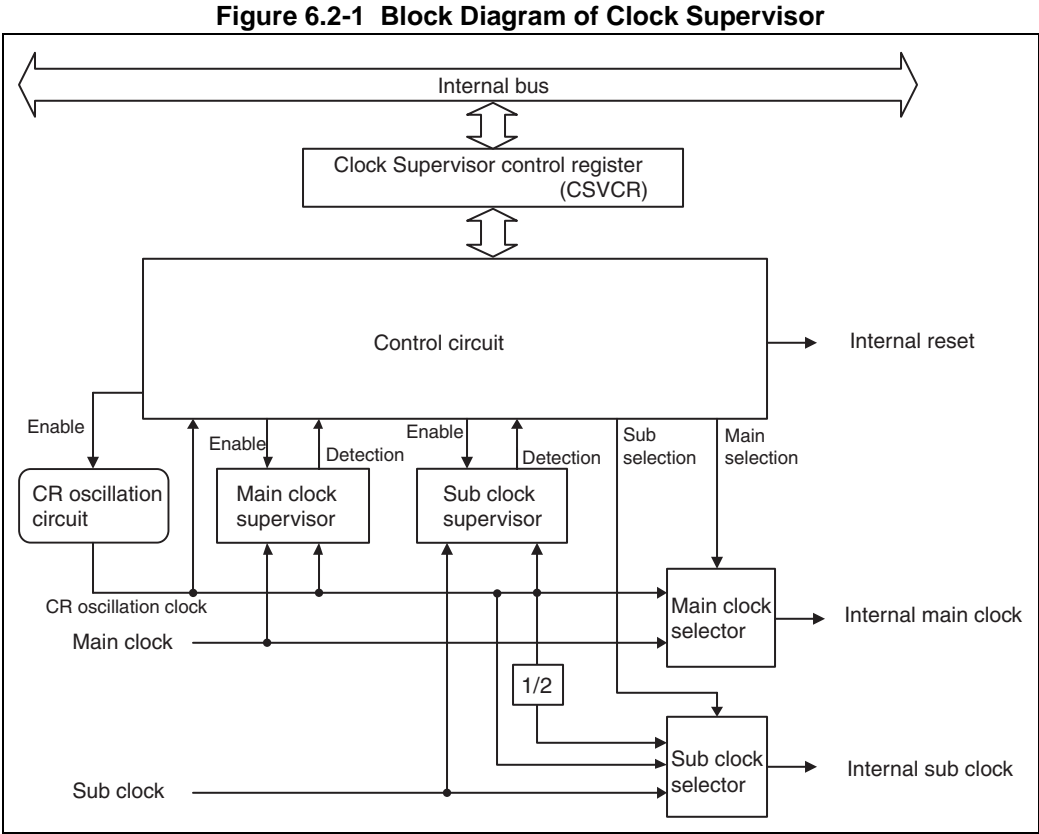 Figure 6.2-1  Block Diagram of Clock Supervisor
Internal bus
Clock Supervisor control register
(CSVCR)
Control circuit
Internal reset
Enable
Enable
Detection
Enable
Detection
Sub
selection
Main
selection
CR oscillation
circuit
Main clock
supervisor
Sub clock
supervisor
CR oscillation clock
Main clock
Main clock
selector
Internal main clock
1/2
Sub clock
Sub clock
selector
Internal sub clock